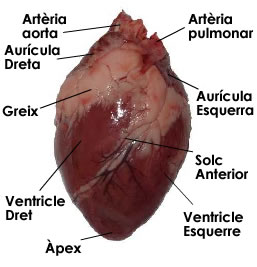 Artèria
aorta
Artèria
pulmonar
Aurícula
Dreta
Greix
Aurícula
Esquerra
Solc
Anterior
Ventricle
Dret
Ventricle
Esquerre
Àpex